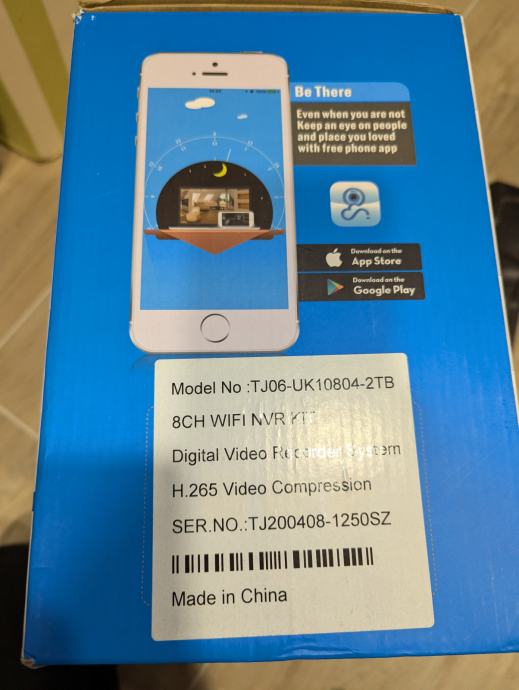 Be There
Even when you are not
Keep an eye on people
and place you loved
with free phone app
Download on the
App Store
Download on the
Google Play
Model No :TJ06-UK10804-2TB
8CH WIFI NVR KIT
Digital Video Recorder System
H.265 Video Compression
SER.NO.:TJ200408-1250SZ
Made in China